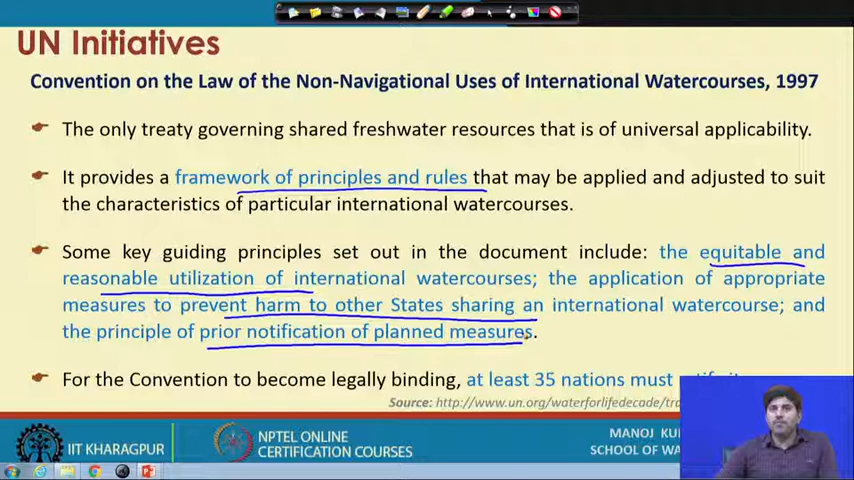 UN Initiatives
Convention on the Law of the Non-Navigational Uses of International Watercourses, 1997
The only treaty governing shared freshwater resources that is of universal applicability.
It provides a framework of principles and rules that may be applied and adjusted to suit
the characteristics of particular international watercourses.
Some key guiding principles set out in the document include: the equitable and
reasonable utilization of international watercourses; the application of appropriate
measures to prevent harm to other States sharing an international watercourse; and
the principle of prior notification of planned measures.
For the Convention to become legally binding, at least 35 nations must
Source: http://www.un.org/waterforlifedecade/
IIT KHARAGPUR
NPTEL ONLINE
CERTIFICATION COURSES
MANOJ
SCHOOL OF